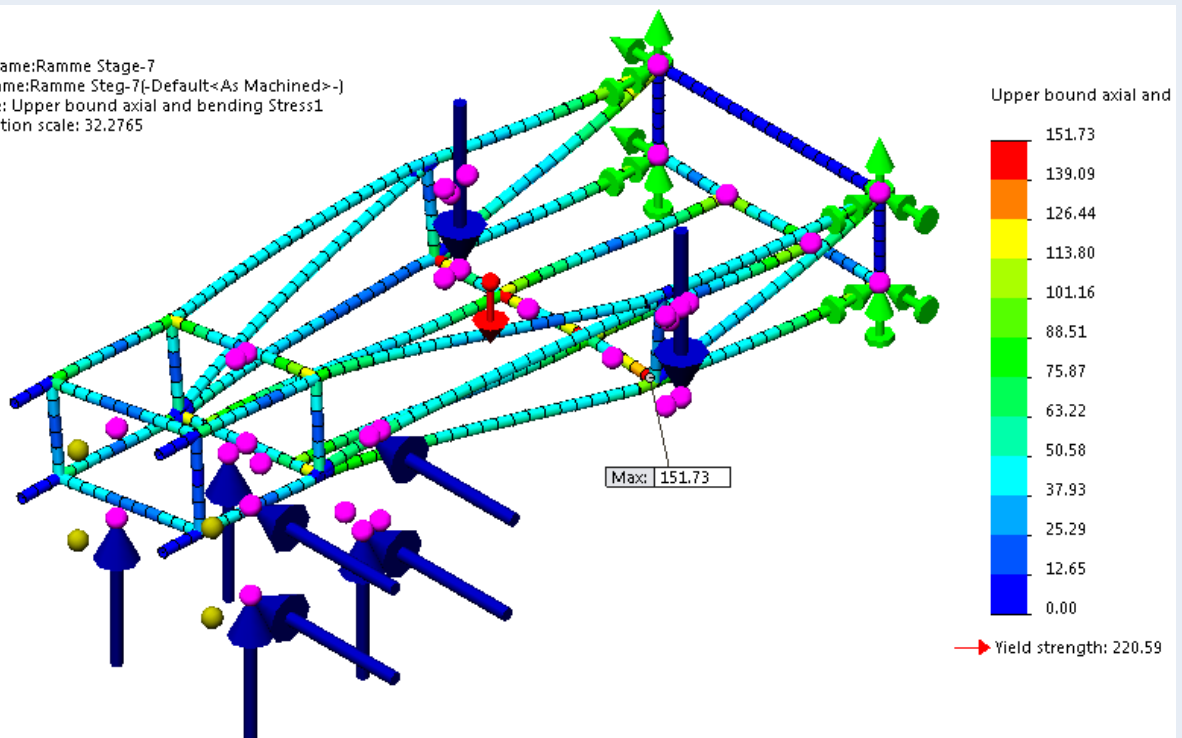 ame:Ramme Stage-7
me:Ramme Steg-7(-Default<As Machined>-)
: Upper bound axial and bending Stress1
tion scale: 32.2765
Upper bound axial and
151.73
139.09
126.44
113.80
101.16
88.51
75.87
63.22
50.58
37.93
25.29
12.65
0.00
Yield strength: 220.59
Max: 151.73